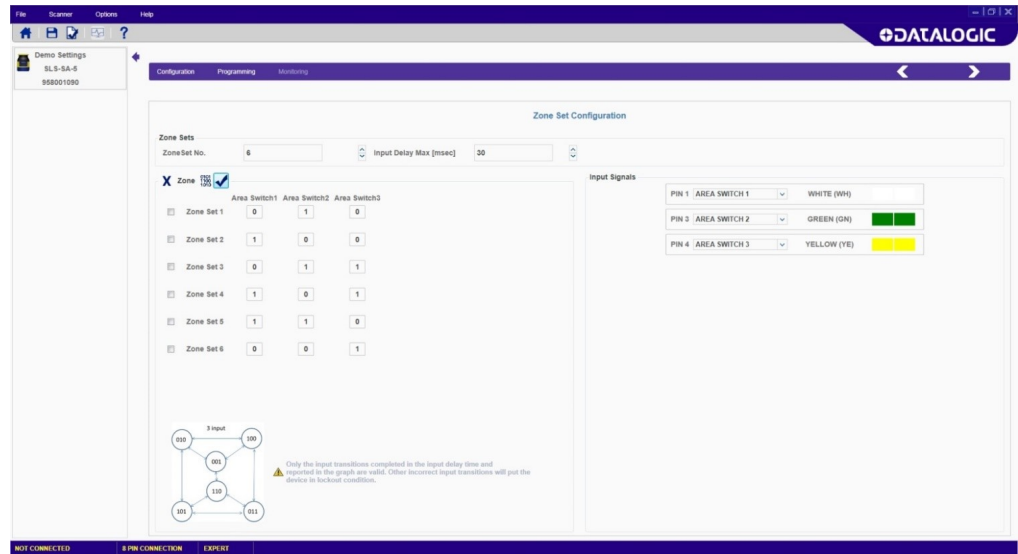 File Scanner Options Help
DATALOGIC
Demo Settings
SLS-SA-5
958001090
Configuration Programming Monitoring
Zone Set Configuration
Zone Sets
ZoneSet No. 6 Input Delay Max [msec] 30
X Zone
Input Signals
Area Switch1 Area Switch2 Area Switch3
Zone Set 1 0 1 0
Zone Set 2 1 0 0
Zone Set 3 0 1 1
Zone Set 4 1 0 1
Zone Set 5 1 1 0
Zone Set 6 0 0 1
PIN 1 AREA SWITCH 1 WHITE (WH)
PIN 3 AREA SWITCH 2 GREEN (GN)
PIN 4 AREA SWITCH 3 YELLOW (YE)
3 input
010 100
001
110
101 011
Only the input transitions completed in the input delay time and
reported in the graph are valid. Other incorrect input transitions will put the
device in lockout condition.
NOT CONNECTED 8 PIN CONNECTION EXPERT